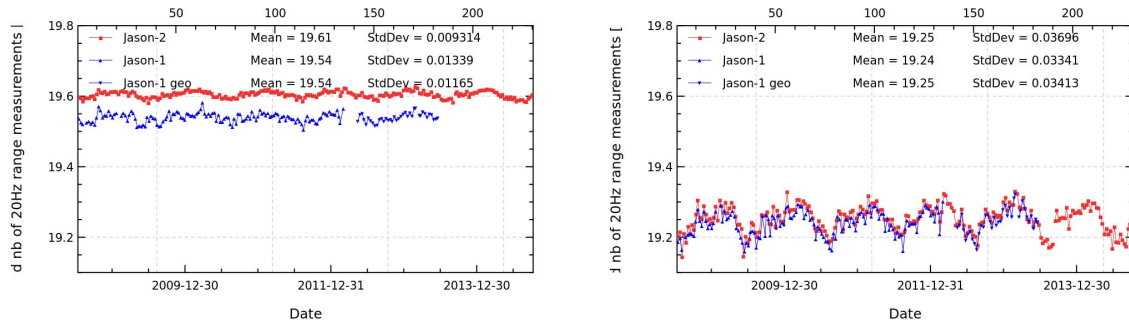 50 100 150 200
19.8
19.6
19.4
19.2
d nb of 20Hz range measurements [
Jason-2 Mean = 19.61 StdDev = 0.009314
Jason-1 Mean = 19.54 StdDev = 0.01339
Jason-1 geo Mean = 19.54 StdDev = 0.01165
2009-12-30 2011-12-31 2013-12-30
Date
50 100 150 200
19.8
19.6
19.4
19.2
d nb of 20Hz range measurements [
Jason-2 Mean = 19.25 StdDev = 0.03696
Jason-1 Mean = 19.24 StdDev = 0.03341
Jason-1 geo Mean = 19.25 StdDev = 0.03413
2009-12-30 2011-12-31 2013-12-30
Date